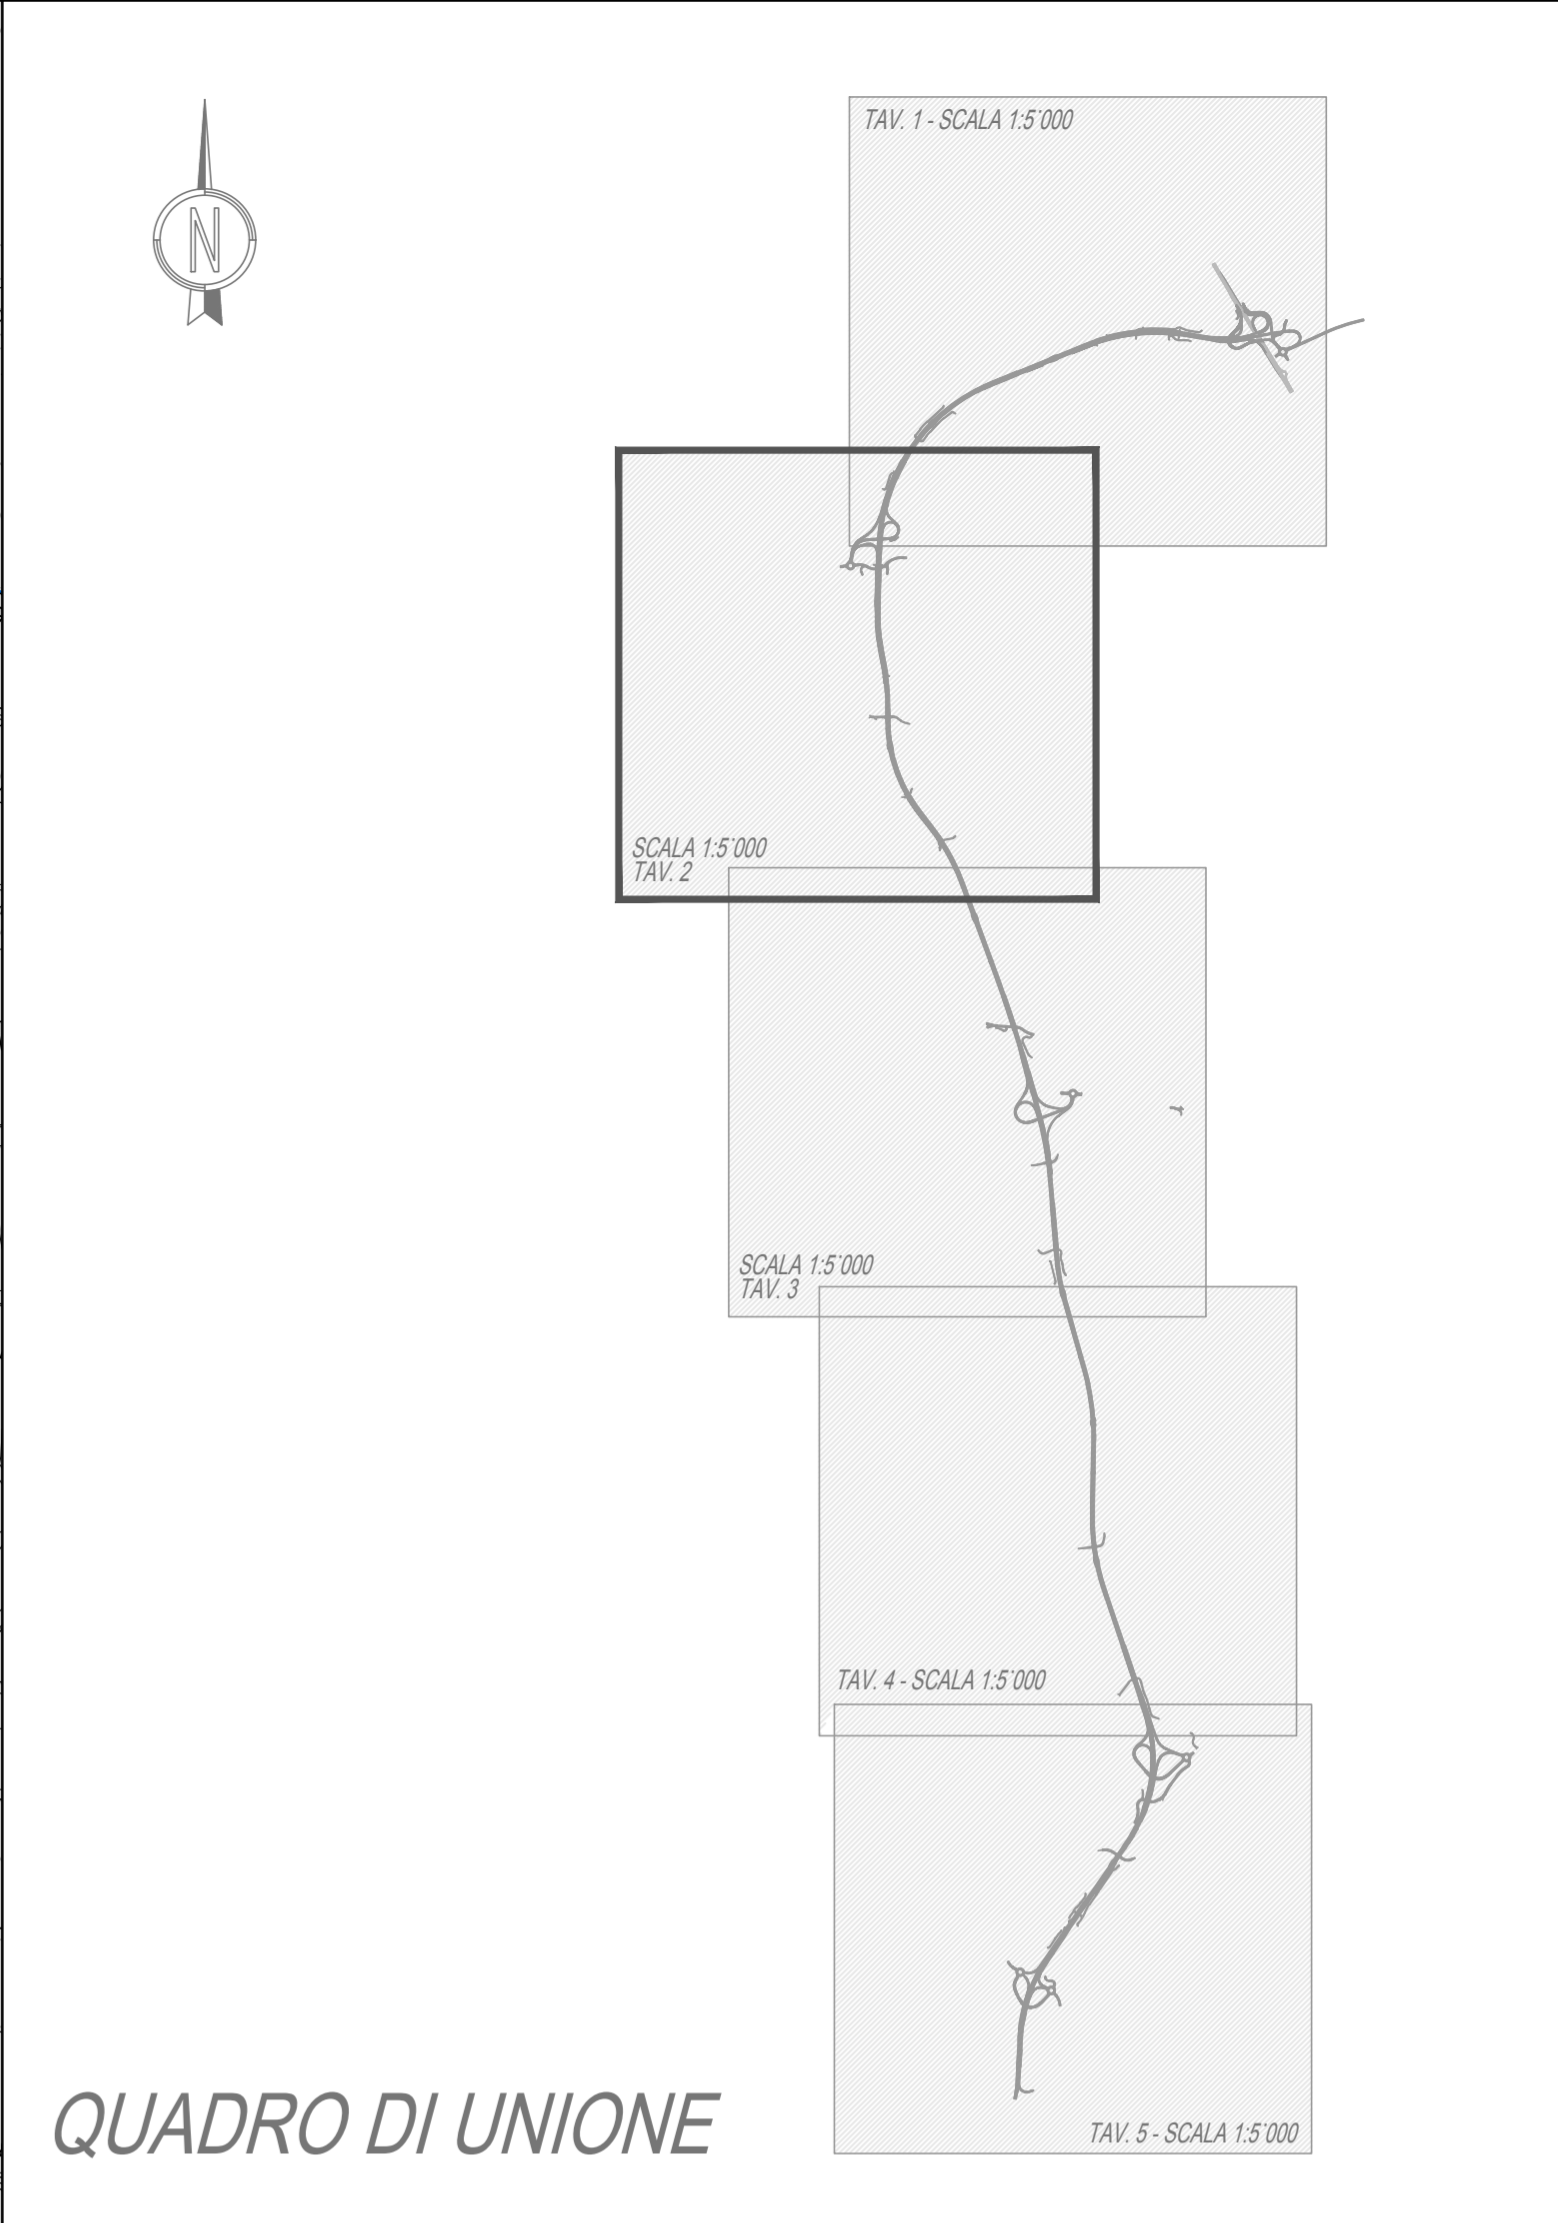 TAV. 1 - SCALA 1:5˙000
N
SCALA 1:5˙000
TAV. 2
SCALA 1:5˙000
TAV. 3
TAV. 4 - SCALA 1:5˙000
TAV. 5 - SCALA 1:5˙000
QUADRO DI UNIONE